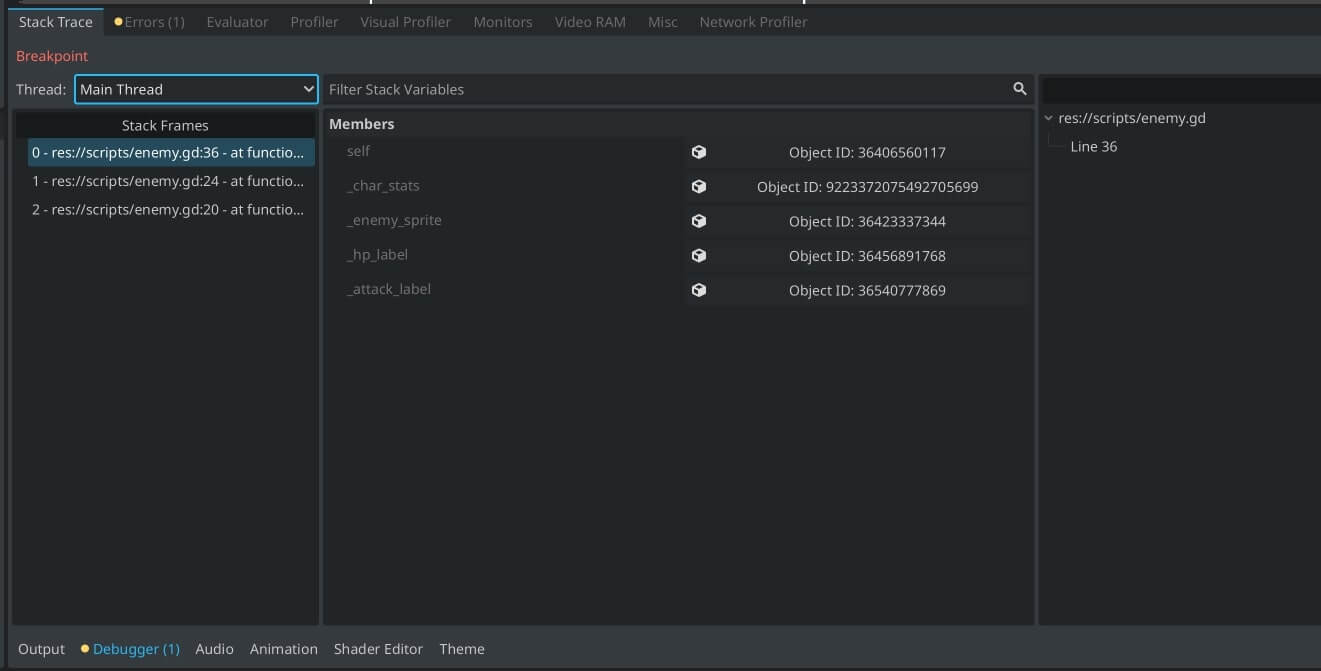 Stack Trace Errors (1) Evaluator Profiler Visual Profiler Monitors Video RAM Misc Network Profiler
Breakpoint
Thread: Main Thread
Filter Stack Variables
Stack Frames
0 - res://scripts/enemy.gd:36 - at functio...
1 - res://scripts/enemy.gd:24 - at functio...
2 - res://scripts/enemy.gd:20 - at functio...
Members
self Object ID: 36406560117
_char_stats Object ID: 9223372075492705699
_enemy_sprite Object ID: 36423337344
_hp_label Object ID: 36456891768
_attack_label Object ID: 36540777869
res://scripts/enemy.gd
Line 36
Output Debugger (1) Audio Animation Shader Editor Theme